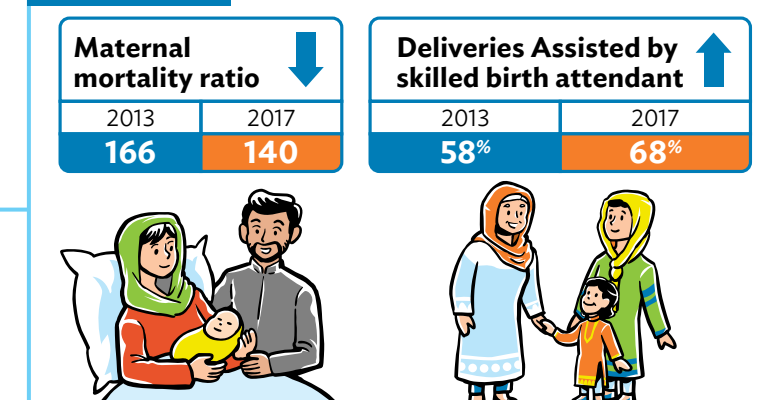 Maternal
mortality ratio
2013 2017
166 140
Deliveries Assisted by
skilled birth attendant
2013 2017
58% 68%